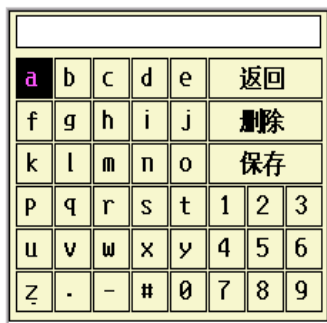 a b c d e 返回
f g h i j 删除
k l m n o 保存
p q r s t 1 2 3
u v w x y 4 5 6
z . - # 0 7 8 9